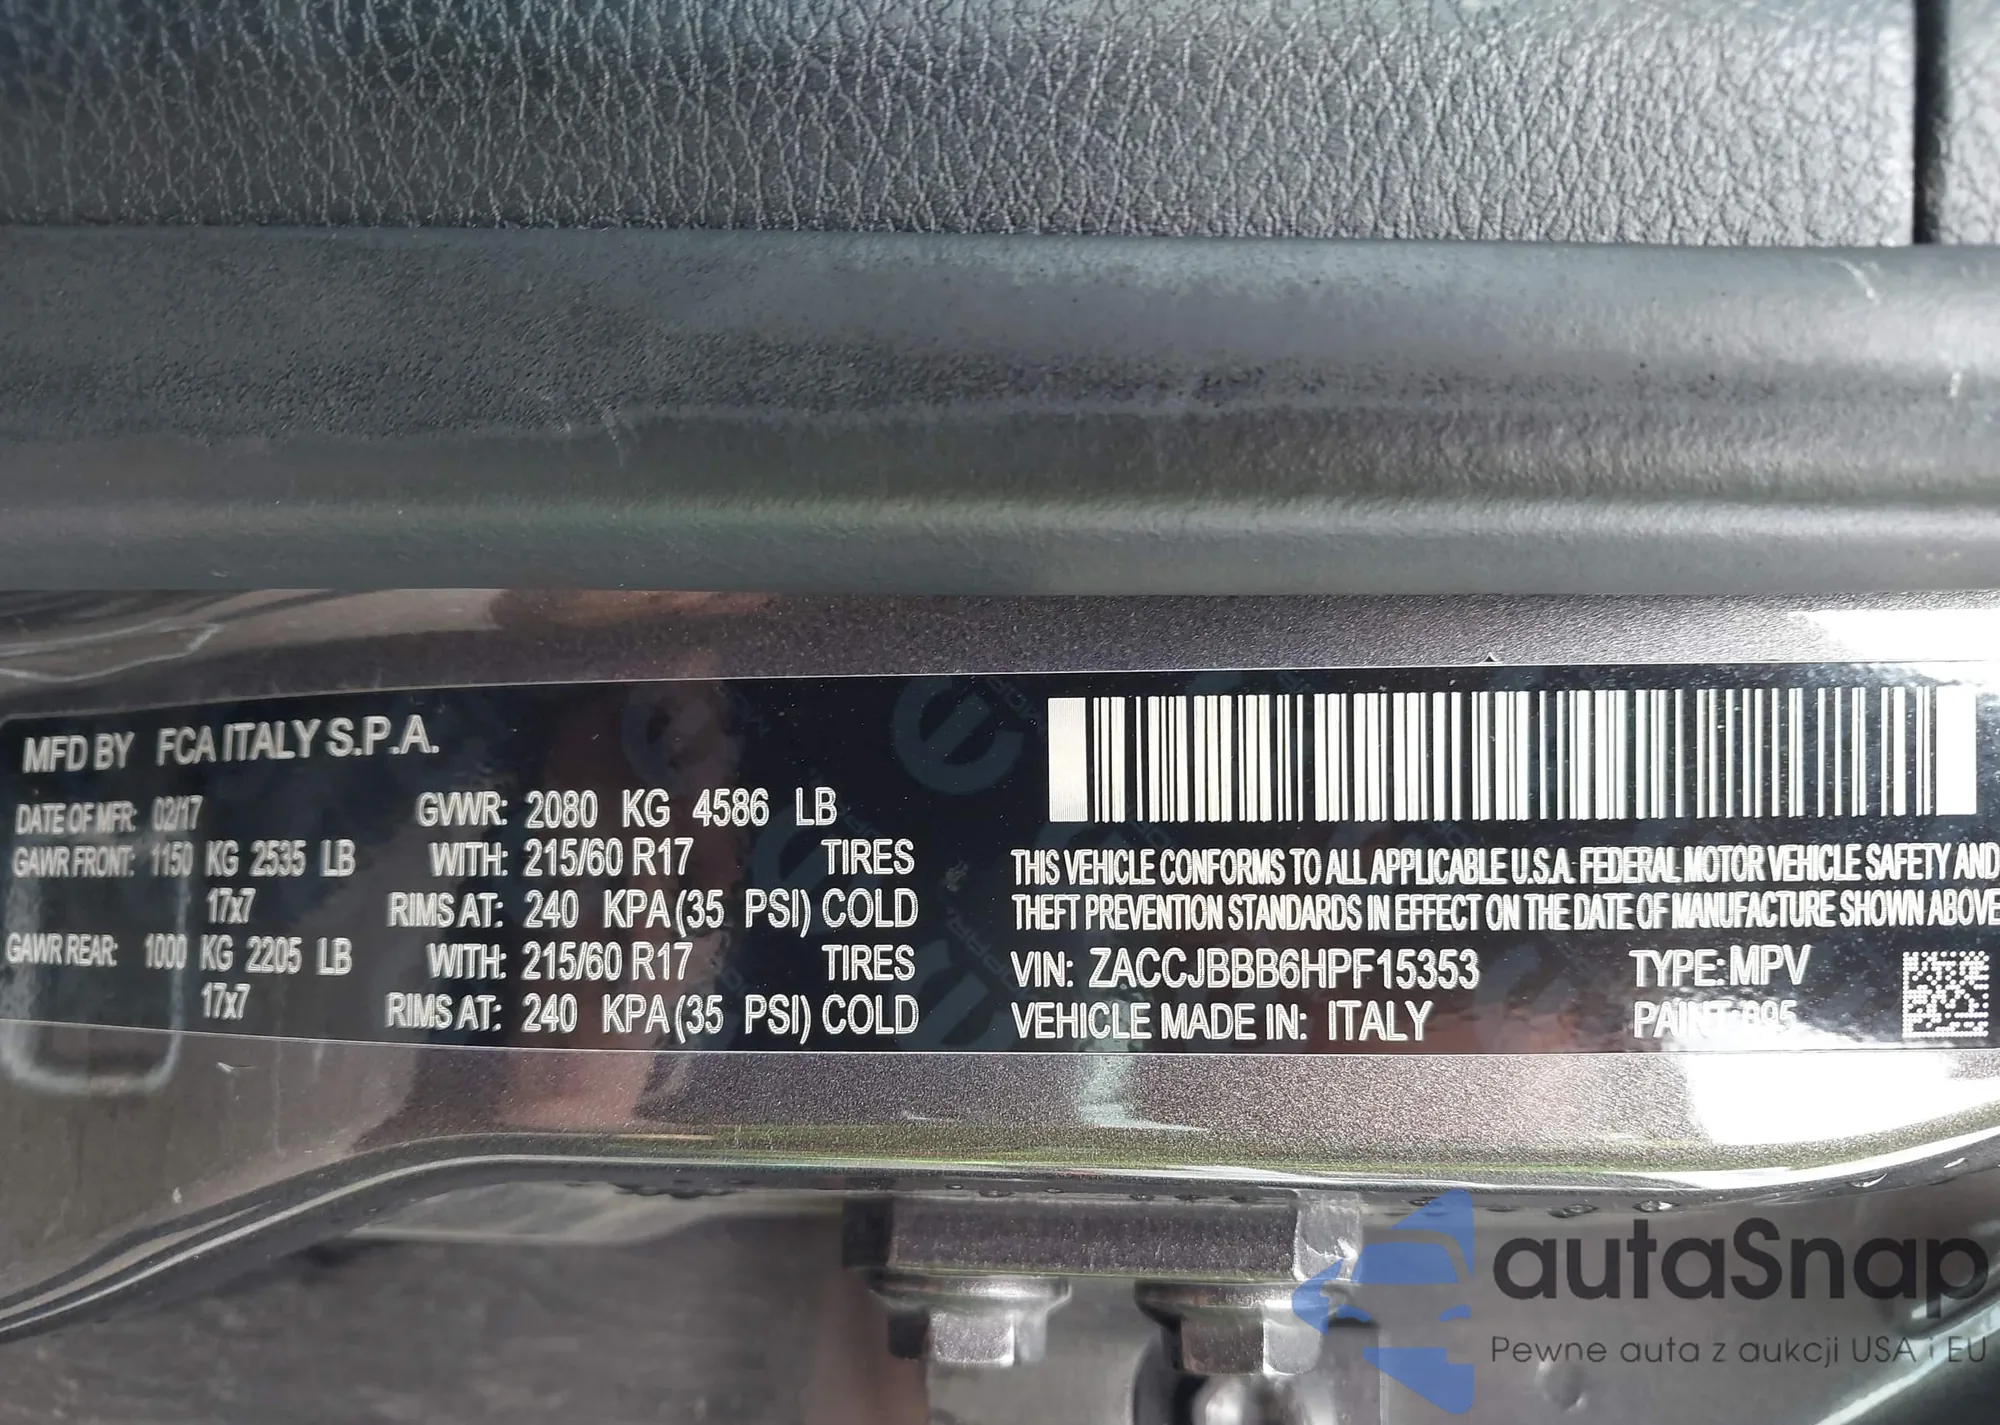 MFD BY FCA ITALY S.P.A.
DATE OF MFR: 02/17 GVWR: 2080 KG 4586 LB
GAWR FRONT: 1150 KG 2535 LB WITH: 215/60 R17 TIRES
17x7 RIMS AT: 240 KPA (35 PSI) COLD
GAWR REAR: 1000 KG 2205 LB WITH: 215/60 R17 TIRES
17x7 RIMS AT: 240 KPA (35 PSI) COLD
THIS VEHICLE CONFORMS TO ALL APPLICABLE U.S.A. FEDERAL MOTOR VEHICLE SAFETY AND
THEFT PREVENTION STANDARDS IN EFFECT ON THE DATE OF MANUFACTURE SHOWN ABOVE
VIN: ZACCJBBB6HPF15353 TYPE: MPV
VEHICLE MADE IN: ITALY PAINT:
autaSnap
Pewne auta z aukcji USA i EU